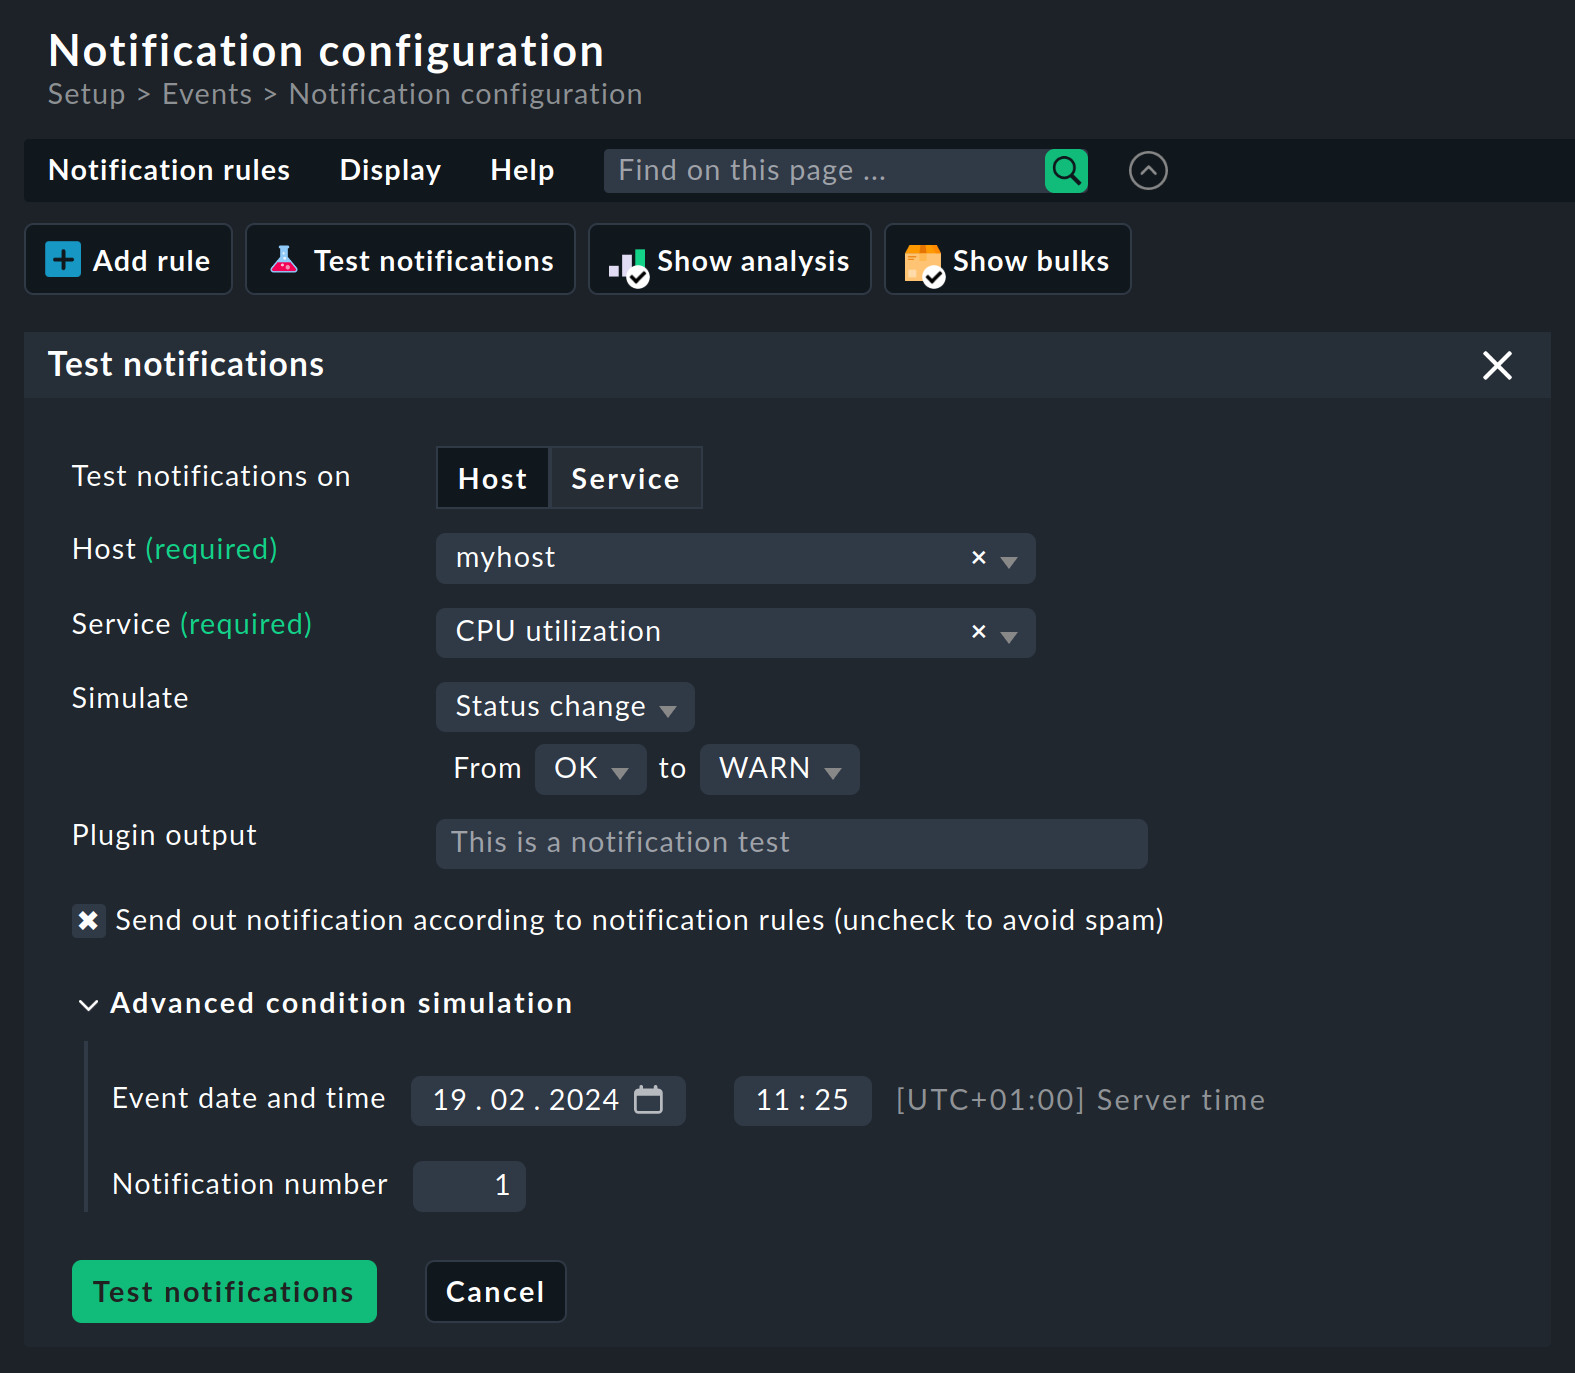 Notification configuration
Setup > Events > Notification configuration
Notification rules Display Help Find on this page ...
Add rule Test notifications Show analysis Show bulks
Test notifications
Test notifications on Host Service
Host (required) myhost
Service (required) CPU utilization
Simulate Status change
From OK to WARN
Plugin output This is a notification test
Send out notification according to notification rules (uncheck to avoid spam)
Advanced condition simulation
Event date and time 19.02.2024 11:25 [UTC+01:00] Server time
Notification number 1
Test notifications Cancel